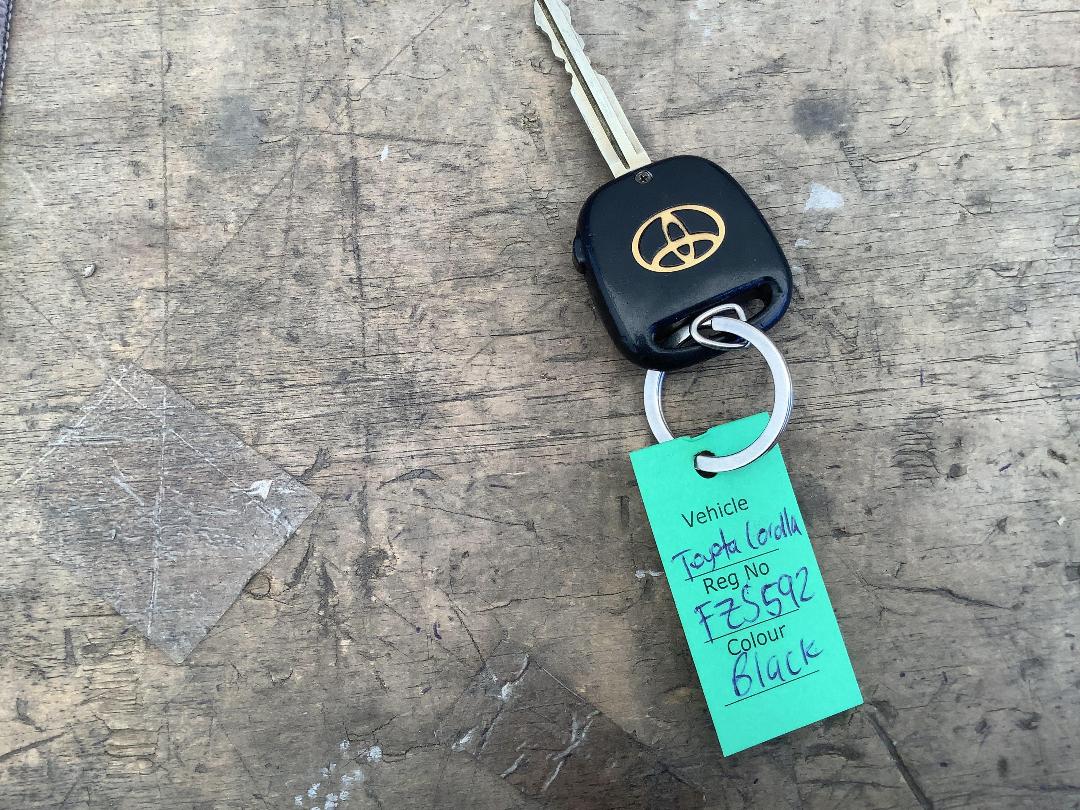 Vehicle
Toyota Corolla
Reg No
FZS592
Colour
Black